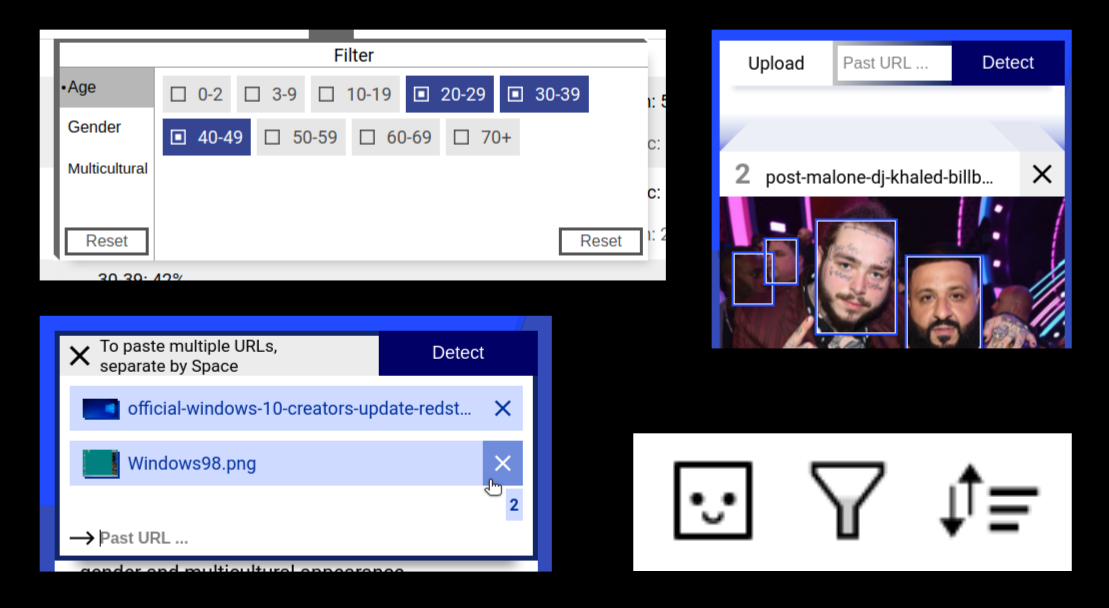 Filter
•Age
Gender
Multicultural
0-2
3-9
10-19
20-29
30-39
40-49
50-59
60-69
70+
Reset
Reset
30-39: 42%
Upload
Past URL ...
Detect
2
post-malone-dj-khaled-billb...
To paste multiple URLs,
separate by Space
Detect
official-windows-10-creators-update-redst...
Windows98.png
2
Past URL ...
gender and multicultural appearance